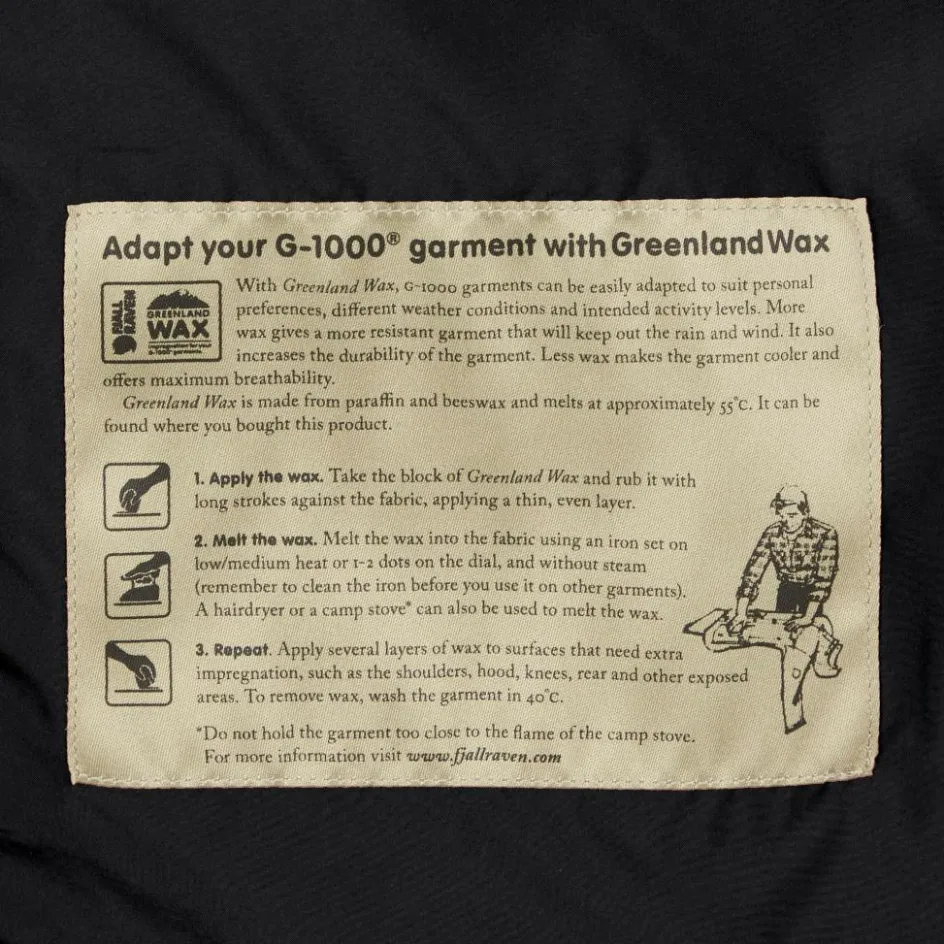 Adapt your G-1000® garment with Greenland Wax
FJÄLL
RÄVEN
GREENLAND
WAX
G-1000® garments.
With Greenland Wax, G-1000 garments can be easily adapted to suit personal
preferences, different weather conditions and intended activity levels. More
wax gives a more resistant garment that will keep out the rain and wind. It also
increases the durability of the garment. Less wax makes the garment cooler and
offers maximum breathability.
Greenland Wax is made from paraffin and beeswax and melts at approximately 55°C. It can be
found where you bought this product.
1. Apply the wax. Take the block of Greenland Wax and rub it with
long strokes against the fabric, applying a thin, even layer.
2. Melt the wax. Melt the wax into the fabric using an iron set on
low/medium heat or 1-2 dots on the dial, and without steam
(remember to clean the iron before you use it on other garments).
A hairdryer or a camp stove* can also be used to melt the wax.
3. Repeat. Apply several layers of wax to surfaces that need extra
impregnation, such as the shoulders, hood, knees, rear and other exposed
areas. To remove wax, wash the garment in 40°C.
*Do not hold the garment too close to the flame of the camp stove.
For more information visit www.fjallraven.com